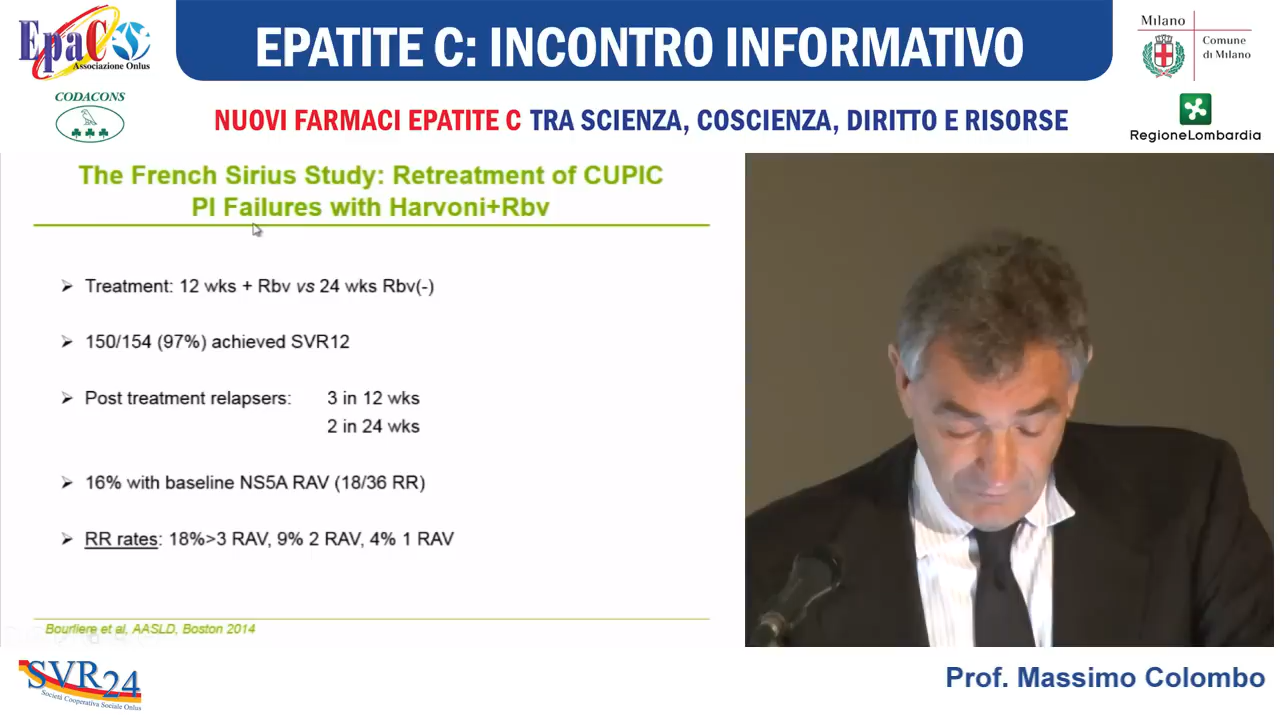 EpaC
Associazione Onlus
CODACONS
EPATITE C: INCONTRO INFORMATIVO
NUOVI FARMACI EPATITE C TRA SCIENZA, COSCIENZA, DIRITTO E RISORSE
Milano
Comune
di Milano
RegioneLombardia
The French Sirius Study: Retreatment of CUPIC
PI Failures with Harvoni+Rbv
➢ Treatment: 12 wks + Rbv vs 24 wks Rbv(-)
➢ 150/154 (97%) achieved SVR12
➢ Post treatment relapsers: 3 in 12 wks
2 in 24 wks
➢ 16% with baseline NS5A RAV (18/36 RR)
➢ RR rates: 18%>3 RAV, 9% 2 RAV, 4% 1 RAV
Bourliere et al, AASLD, Boston 2014
SVR24
Società Cooperativa Sociale Onlus
Prof. Massimo Colombo